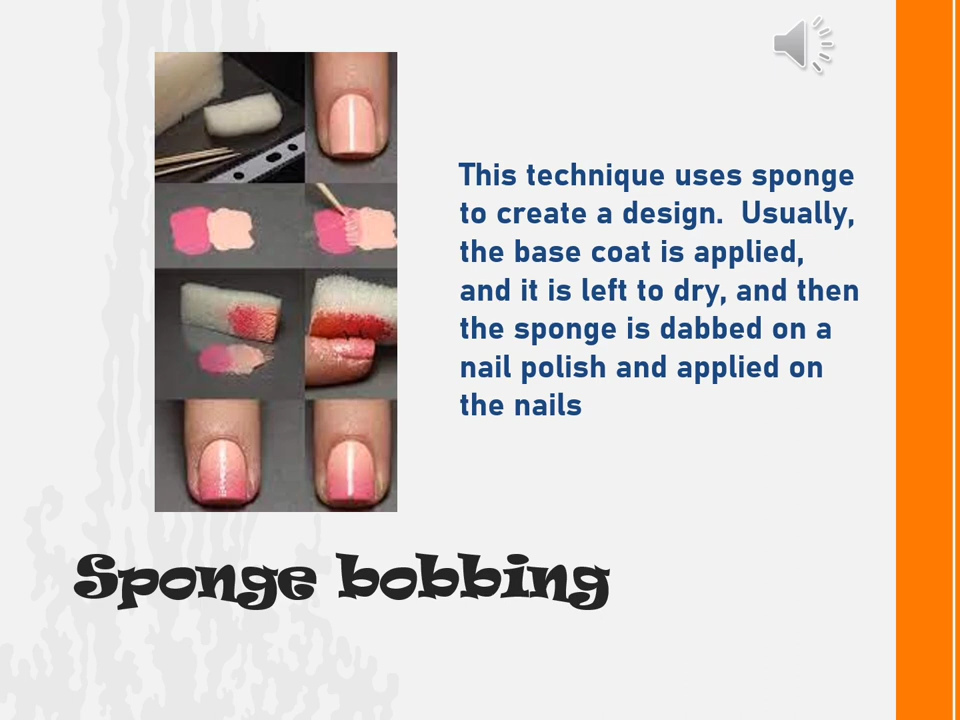 This technique uses sponge
to create a design.  Usually,
the base coat is applied,
and it is left to dry, and then
the sponge is dabbed on a
nail polish and applied on
the nails
Sponge bobbing